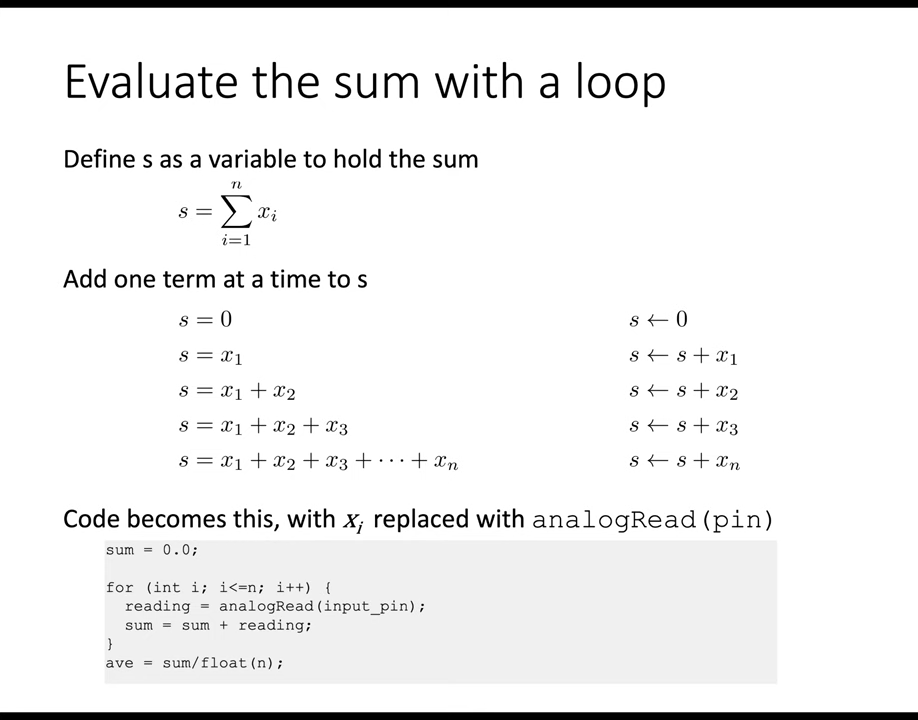 Evaluate the sum with a loop
Define s as a variable to hold the sum
s = \sum_{i=1}^{n} x_i
Add one term at a time to s
s = 0    s ← 0
s = x_1    s ← s + x_1
s = x_1 + x_2    s ← s + x_2
s = x_1 + x_2 + x_3    s ← s + x_3
s = x_1 + x_2 + x_3 + ··· + x_n    s ← s + x_n
Code becomes this, with x_i replaced with analogRead(pin)
sum = 0.0;
for (int i; i<=n; i++) {
  reading = analogRead(input_pin);
  sum = sum + reading;
}
ave = sum/float(n);